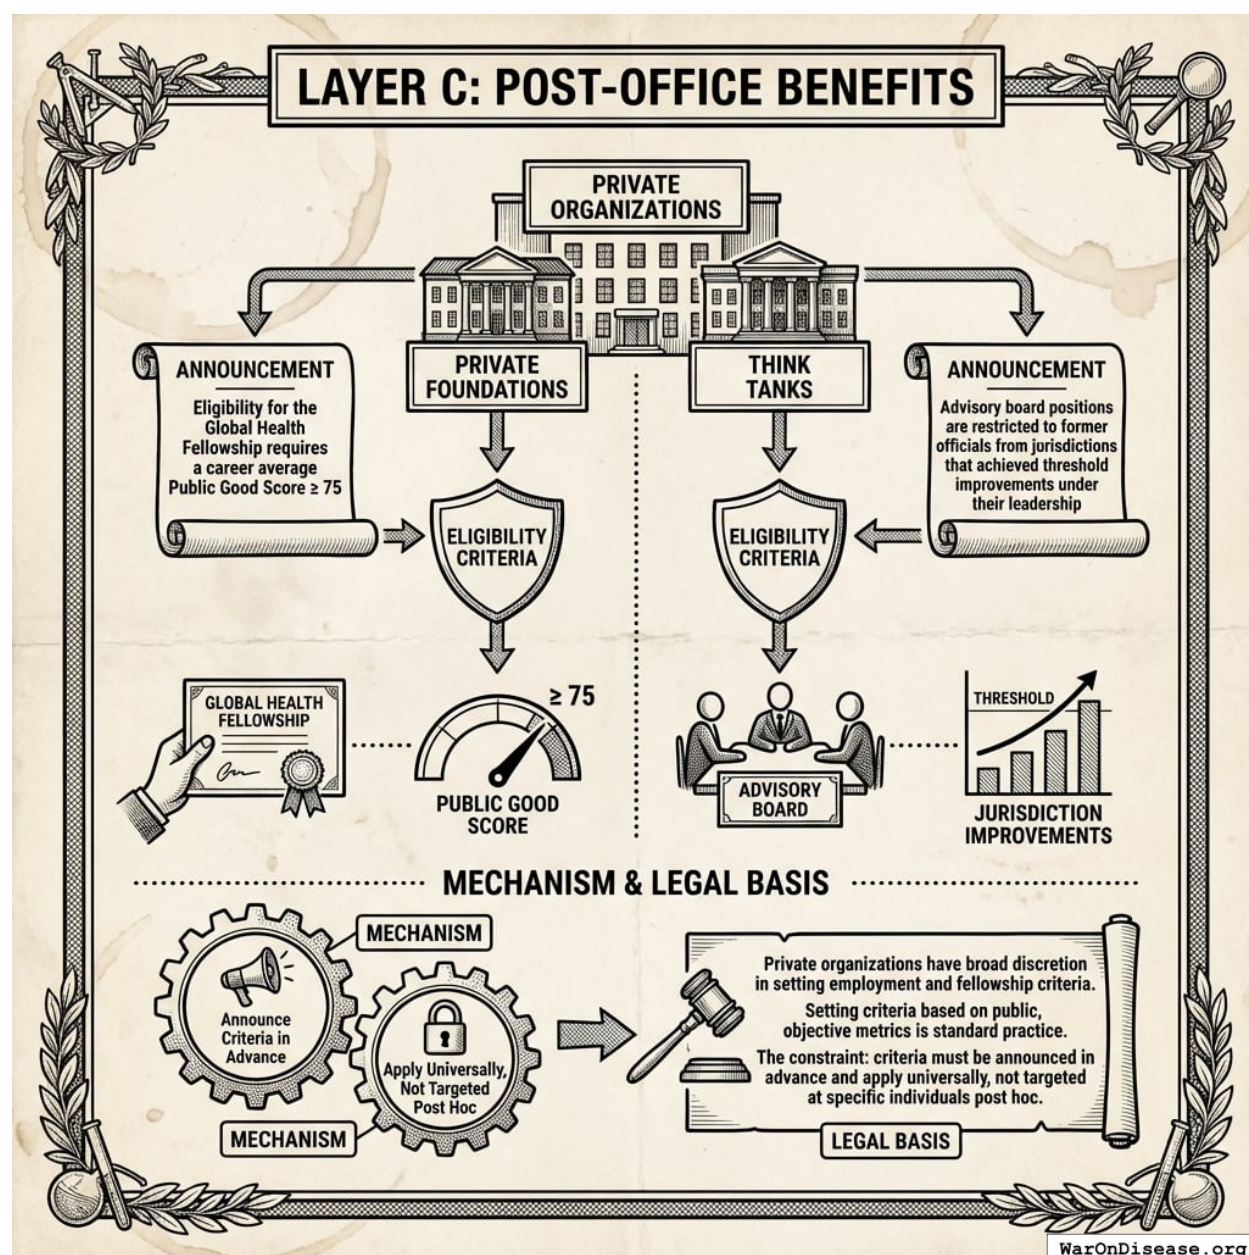 LAYER C: POST-OFFICE BENEFITS
PRIVATE
ORGANIZATIONS
PRIVATE
FOUNDATIONS
THINK
TANKS
ANNOUNCEMENT
Eligibility for the
Global Health
Fellowship requires
a career average
Public Good Score ≥ 75
ANNOUNCEMENT
Advisory board positions
are restricted to former
officials from jurisdictions
that achieved threshold
improvements under
their leadership
ELIGIBILITY
CRITERIA
ELIGIBILITY
CRITERIA
GLOBAL HEALTH
FELLOWSHIP
≥ 75
PUBLIC GOOD
SCORE
ADVISORY
BOARD
THRESHOLD
JURISDICTION
IMPROVEMENTS
MECHANISM & LEGAL BASIS
MECHANISM
Announce
Criteria in
Advance
Apply Universally,
Not Targeted
Post Hoc
MECHANISM
Private organizations have broad discretion
in setting employment and fellowship criteria.
Setting criteria based on public,
objective metrics is standard practice.
The constraint: criteria must be announced in
advance and apply universally, not targeted
at specific individuals post hoc.
LEGAL BASIS
WarOnDisease.org